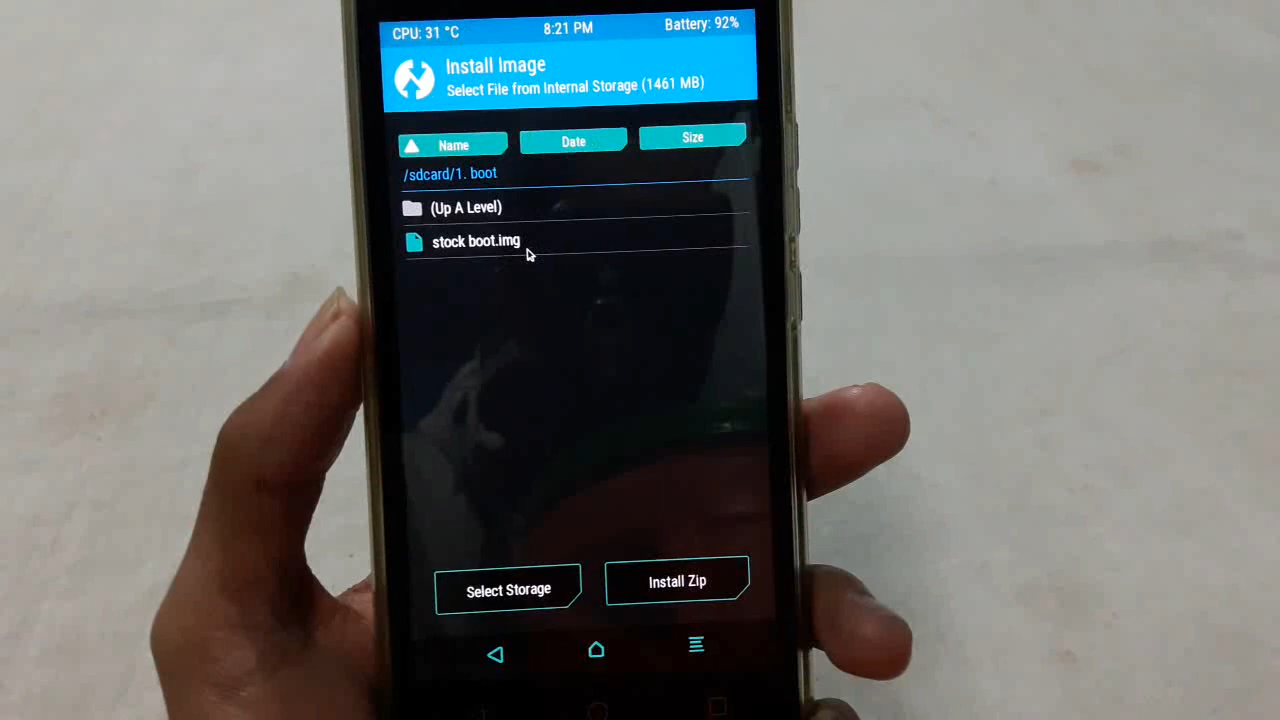 CPU: 31 °C 8:21 PM Battery: 92%
Install Image
Select File from Internal Storage (1461 MB)
Name Date Size
/sdcard/1. boot
(Up A Level)
stock boot.img
Select Storage Install Zip